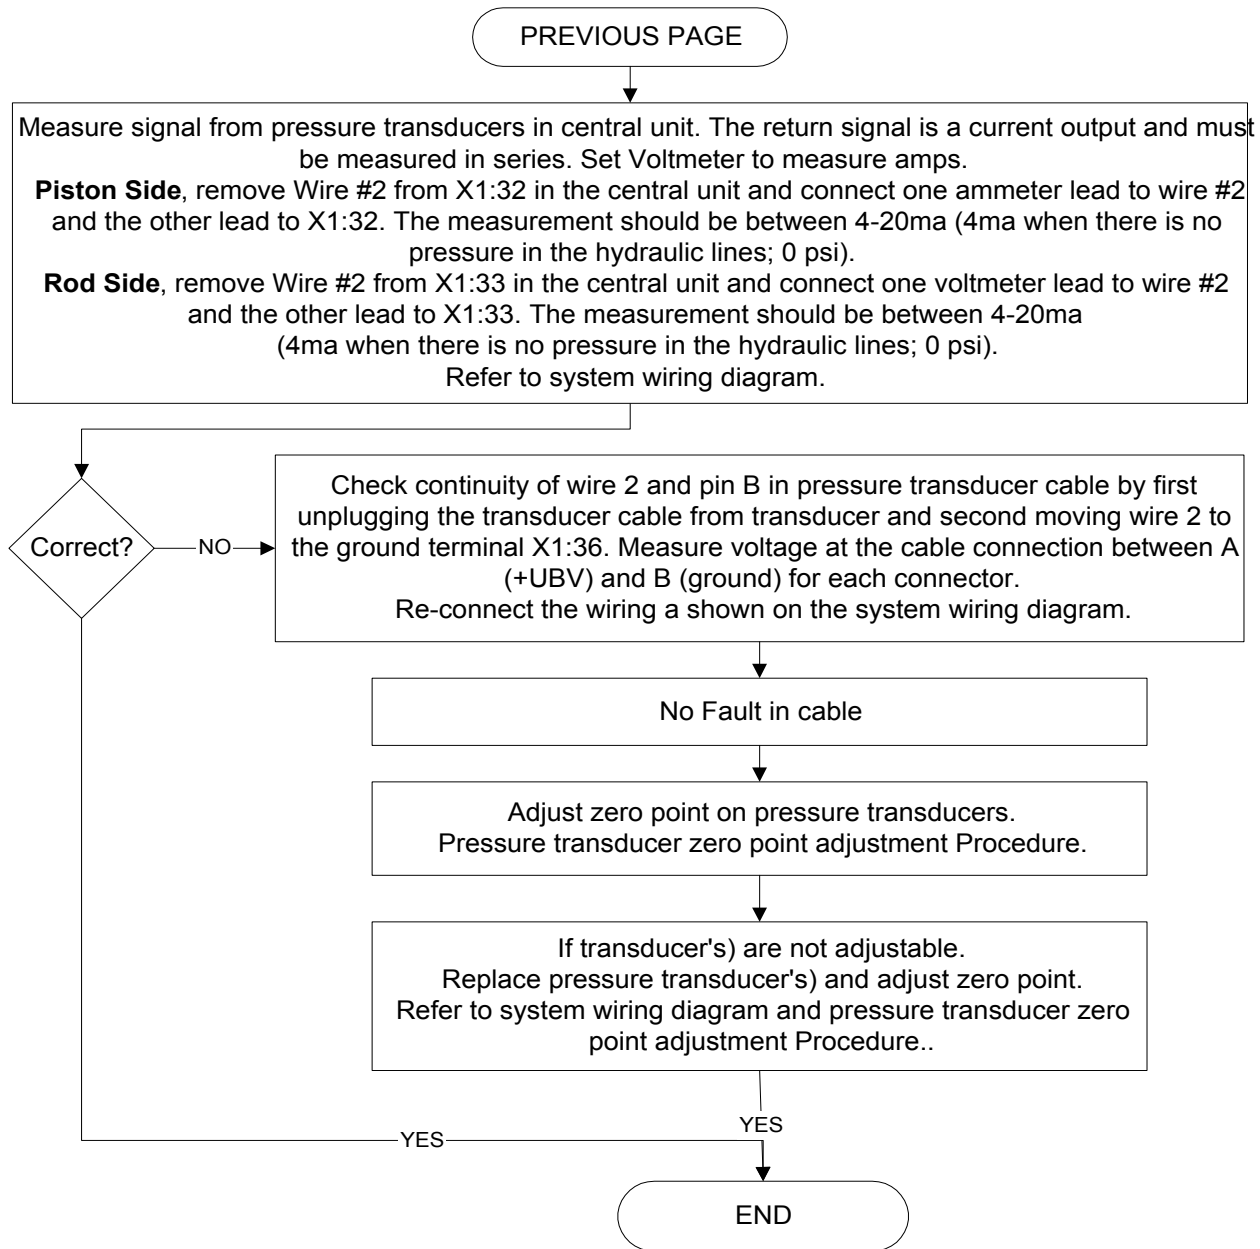 PREVIOUS PAGE
Measure signal from pressure transducers in central unit. The return signal is a current output and must
be measured in series. Set Voltmeter to measure amps.
Piston Side, remove Wire #2 from X1:32 in the central unit and connect one ammeter lead to wire #2
and the other lead to X1:32. The measurement should be between 4-20ma (4ma when there is no
pressure in the hydraulic lines; 0 psi).
Rod Side, remove Wire #2 from X1:33 in the central unit and connect one voltmeter lead to wire #2
and the other lead to X1:33. The measurement should be between 4-20ma
(4ma when there is no pressure in the hydraulic lines; 0 psi).
Refer to system wiring diagram.
Correct?
NO
Check continuity of wire 2 and pin B in pressure transducer cable by first
unplugging the transducer cable from transducer and second moving wire 2 to
the ground terminal X1:36. Measure voltage at the cable connection between A
(+UBV) and B (ground) for each connector.
Re-connect the wiring a shown on the system wiring diagram.
No Fault in cable
Adjust zero point on pressure transducers.
Pressure transducer zero point adjustment Procedure.
If transducer's) are not adjustable.
Replace pressure transducer's) and adjust zero point.
Refer to system wiring diagram and pressure transducer zero
point adjustment Procedure..
YES
YES
END